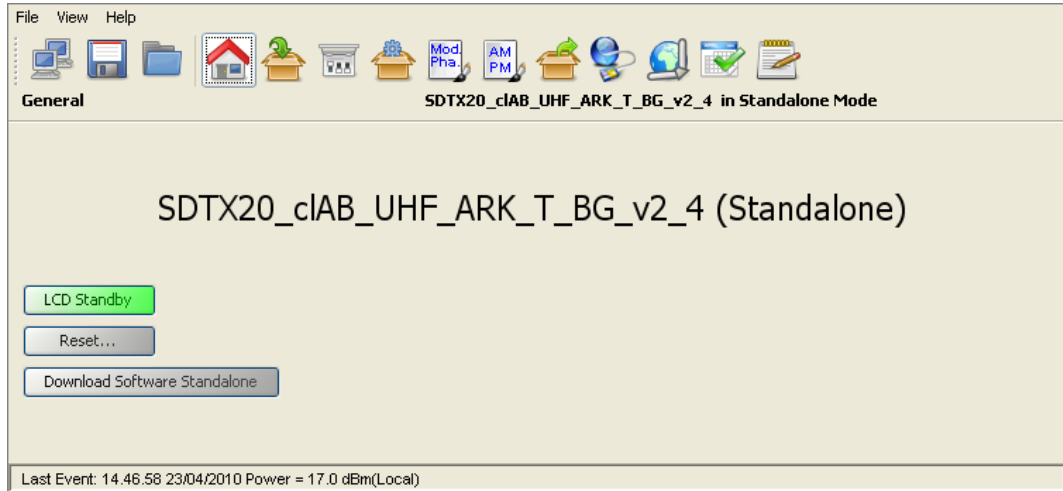 File View Help
Mod.
Pha.
AM
PM
General
SDTX20_clAB_UHF_ARK_T_BG_v2_4 in Standalone Mode
SDTX20_clAB_UHF_ARK_T_BG_v2_4 (Standalone)
LCD Standby
Reset...
Download Software Standalone
Last Event: 14.46.58 23/04/2010 Power = 17.0 dBm(Local)